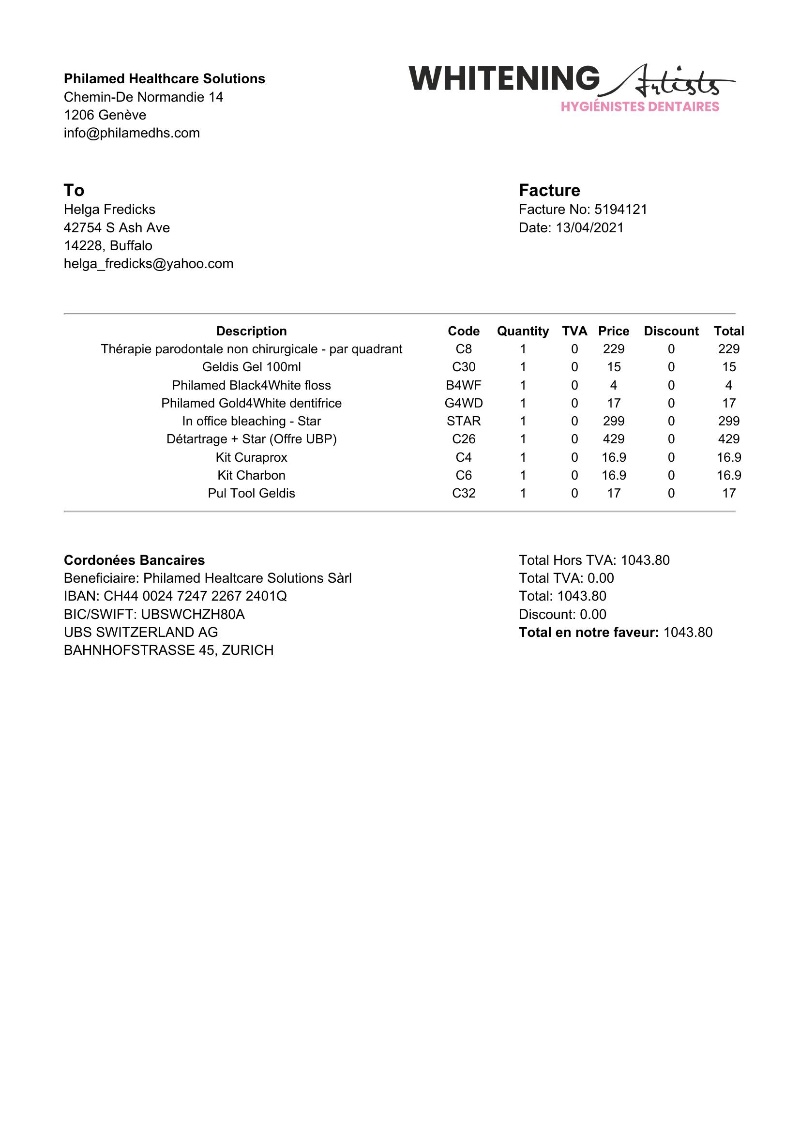 Philamed Healthcare Solutions
Chemin-De Normandie 14
1206 Genève
info@philamedhs.com
WHITENING Artists
HYGIÉNISTES DENTAIRES
To
Helga Fredicks
42754 S Ash Ave
14228, Buffalo
helga_fredicks@yahoo.com
Facture
Facture No: 5194121
Date: 13/04/2021
Description Code Quantity TVA Price Discount Total
Thérapie parodontale non chirurgicale - par quadrant C8 1 0 229 0 229
Geldis Gel 100ml C30 1 0 15 0 15
Philamed Black4White floss B4WF 1 0 4 0 4
Philamed Gold4White dentifrice G4WD 1 0 17 0 17
In office bleaching - Star STAR 1 0 299 0 299
Détartrage + Star (Offre UBP) C26 1 0 429 0 429
Kit Curaprox C4 1 0 16.9 0 16.9
Kit Charbon C6 1 0 16.9 0 16.9
Pul Tool Geldis C32 1 0 17 0 17
Cordonées Bancaires
Beneficiaire: Philamed Healtcare Solutions Sàrl
IBAN: CH44 0024 7247 2267 2401Q
BIC/SWIFT: UBSWCHZH80A
UBS SWITZERLAND AG
BAHNHOFSTRASSE 45, ZURICH
Total Hors TVA: 1043.80
Total TVA: 0.00
Total: 1043.80
Discount: 0.00
Total en notre faveur: 1043.80